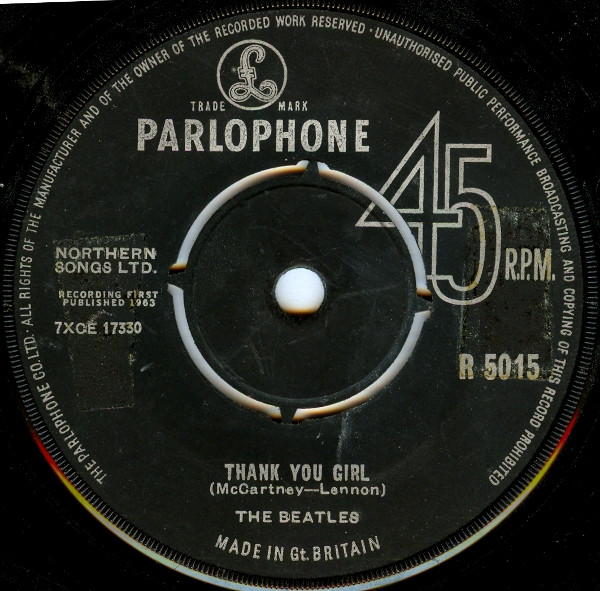 THE PARLOPHONE CO. LTD. · ALL RIGHTS OF THE MANUFACTURER AND OF THE OWNER OF THE RECORDED WORK RESERVED · UNAUTHORISED PUBLIC PERFORMANCE BROADCASTING AND COPYING OF THIS RECORD PROHIBITED
£
TRADE MARK
PARLOPHONE
45
R.P.M.
NORTHERN
SONGS LTD.
RECORDING FIRST
PUBLISHED 1963
7XCE 17330
R 5015
THANK YOU GIRL
(McCartney—Lennon)
THE BEATLES
MADE IN Gt. BRITAIN